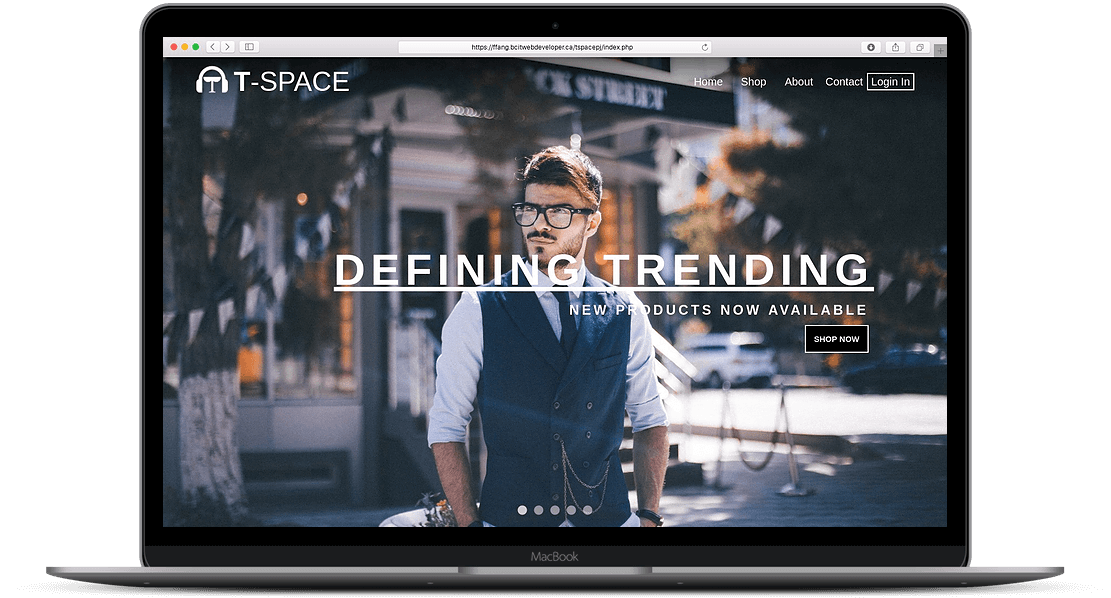 https://ffang.bcitwebdeveloper.ca/tspacepj/index.php
T-SPACE
Home Shop About Contact Login In
CK STREET
DEFINING TRENDING
NEW PRODUCTS NOW AVAILABLE
SHOP NOW
MacBook